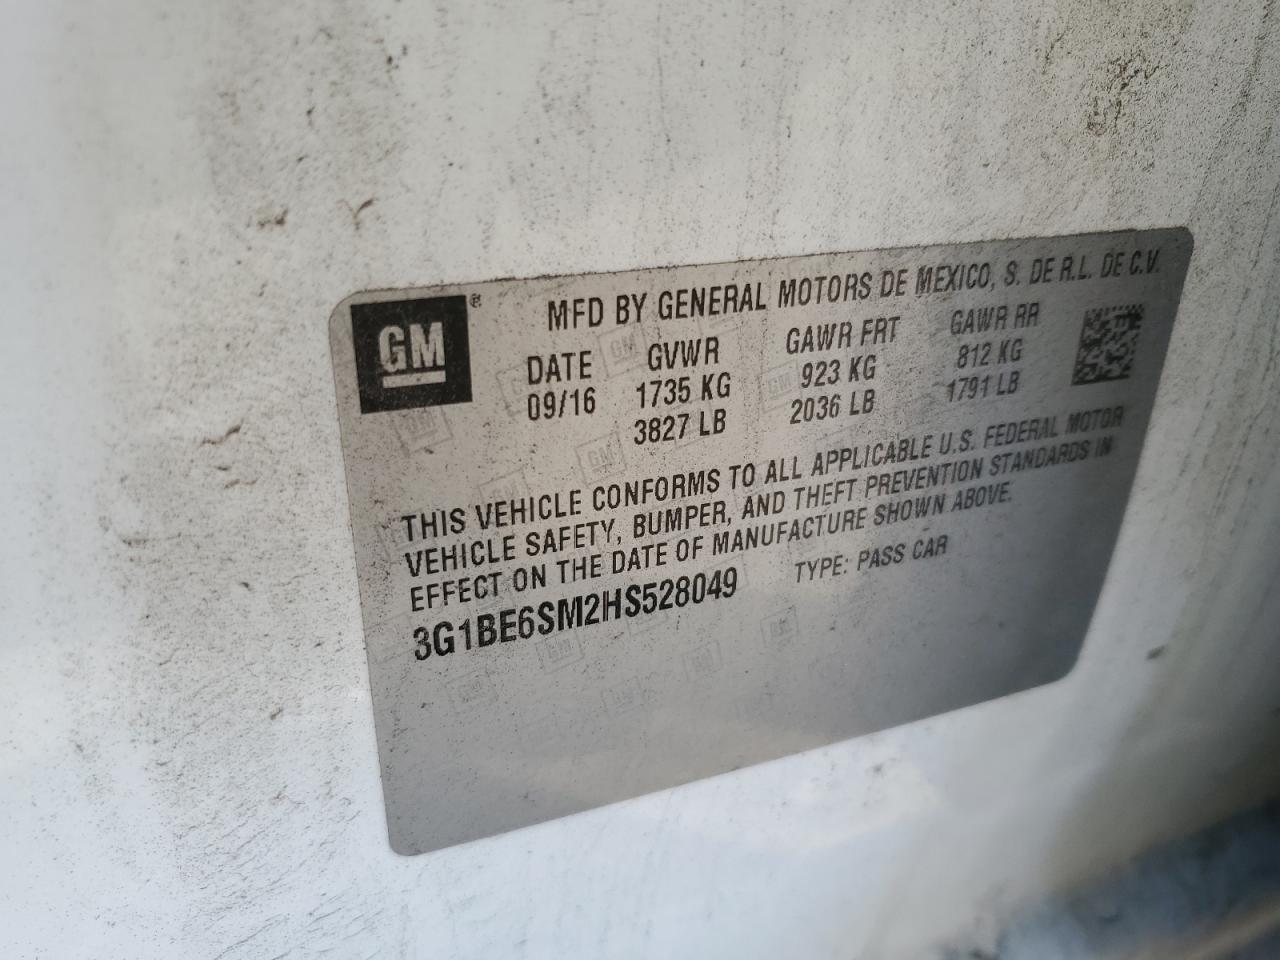 GM®
MFD BY GENERAL MOTORS DE MEXICO, S. DE R.L. DE C.V.
DATE GVWR GAWR FRT GAWR RR
09/16 1735 KG 923 KG 812 KG
3827 LB 2036 LB 1791 LB
THIS VEHICLE CONFORMS TO ALL APPLICABLE U.S. FEDERAL MOTOR
VEHICLE SAFETY, BUMPER, AND THEFT PREVENTION STANDARDS IN
EFFECT ON THE DATE OF MANUFACTURE SHOWN ABOVE.
3G1BE6SM2HS528049 TYPE: PASS CAR